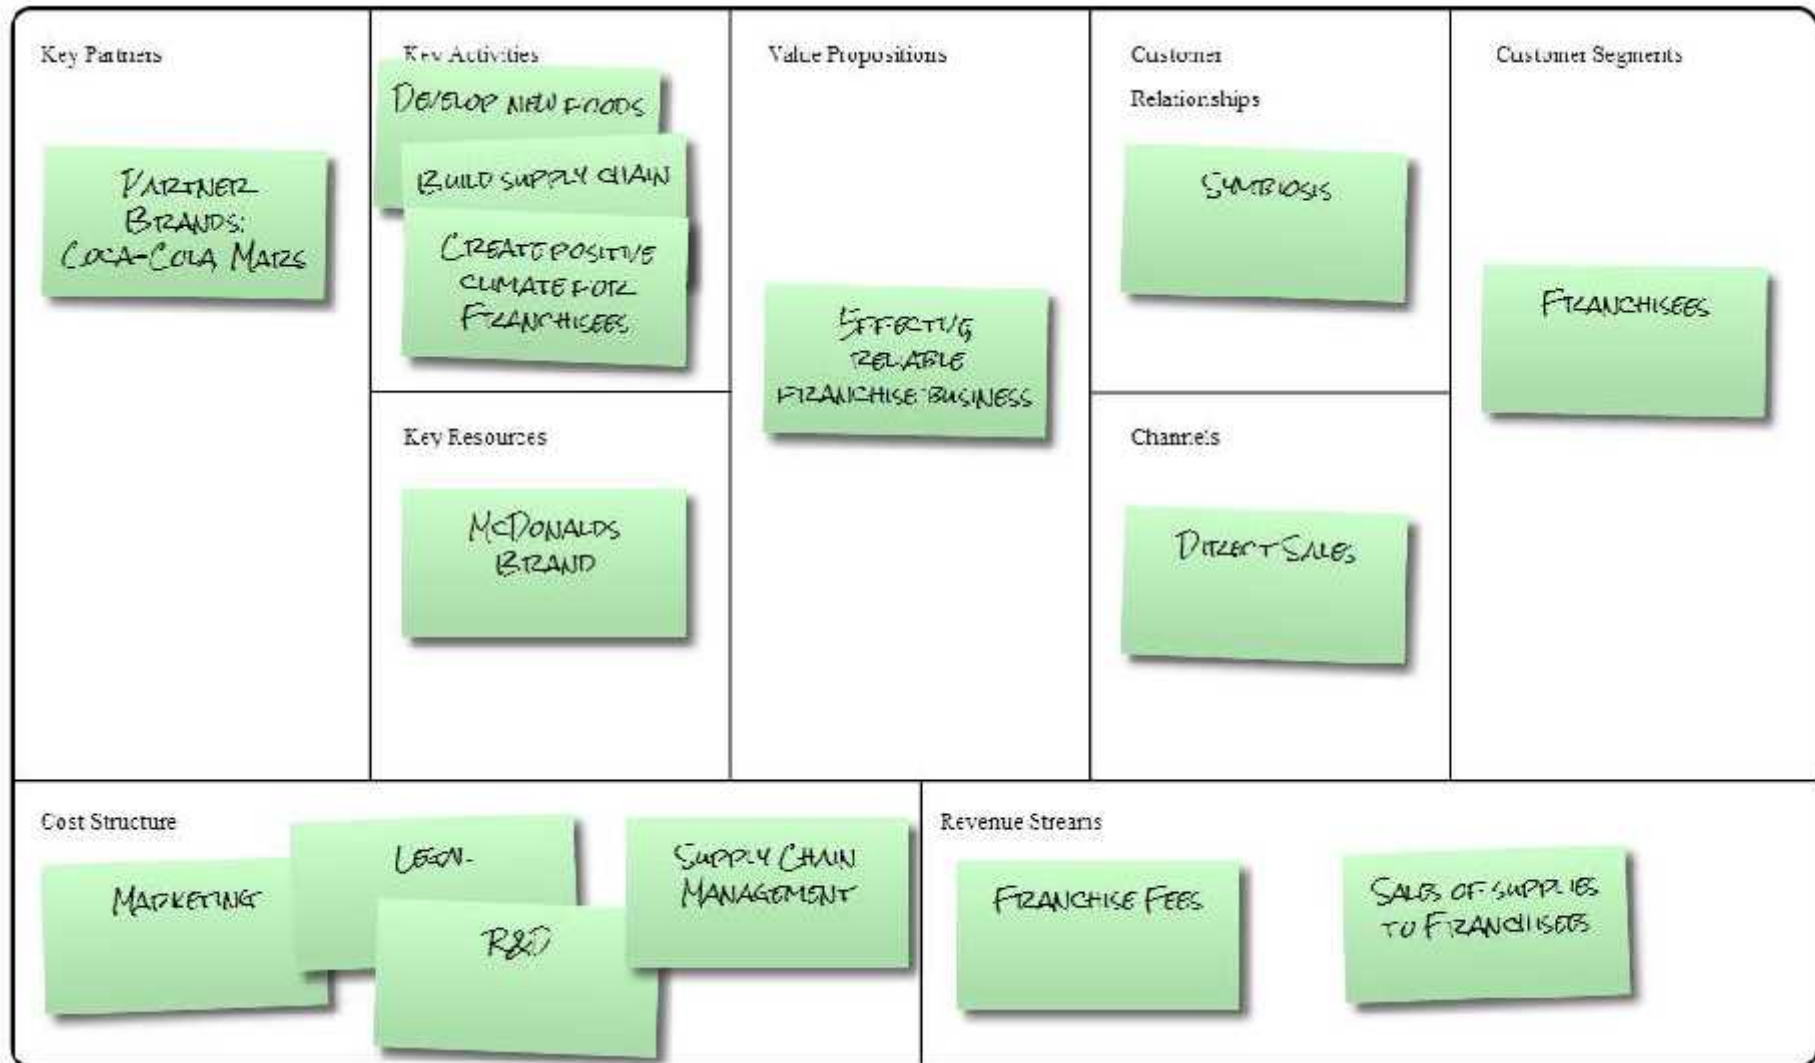 Key Partners
PARTNER
BRANDS:
COCA-COLA MARS
Key Activities
DEVELOP NEW FOODS
BUILD SUPPLY CHAIN
CREATE POSITIVE
CLIMATE FOR
FRANCHISEES
Key Resources
MCDONALDS
BRAND
Value Propositions
EFFECTIVE,
RELIABLE
FRANCHISE BUSINESS
Customer
Relationships
SYMBIOSIS
Channels
DIRECT SALES
Customer Segments
FRANCHISEES
Cost Structure
MARKETING
LEGAL
R&D
SUPPLY CHAIN
MANAGEMENT
Revenue Streams
FRANCHISE FEES
SALES OF SUPPLIES
TO FRANCHISEES